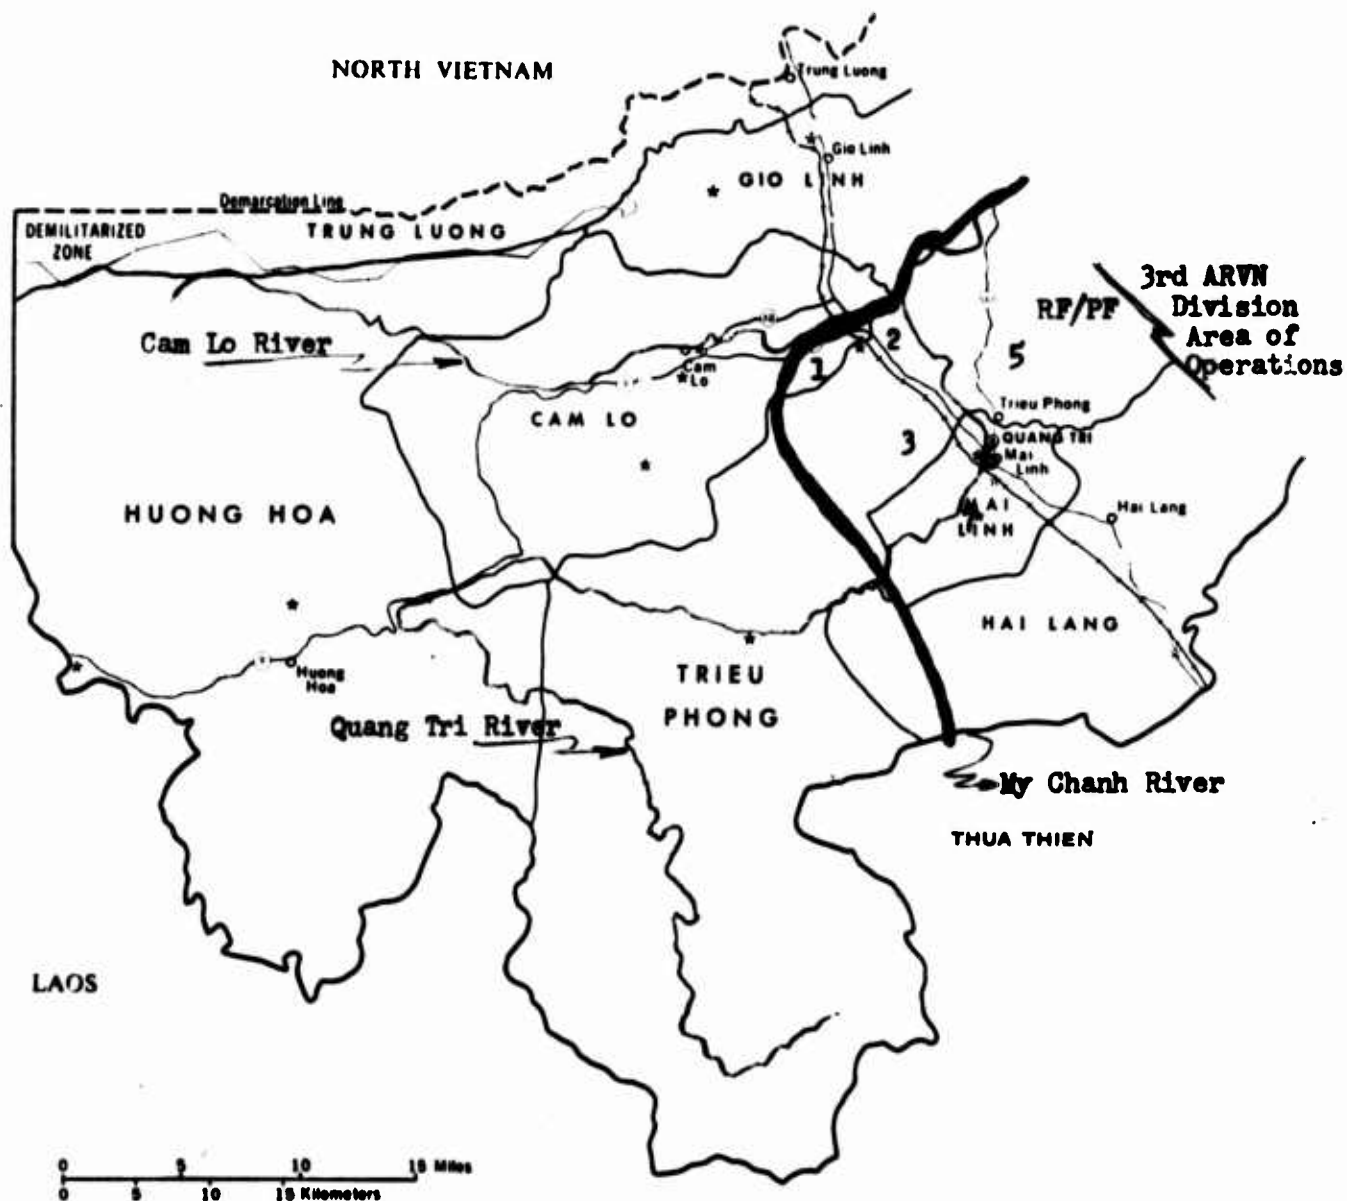 NORTH VIETNAM
Trung Luong
Gio Linh
GIO LINH
Demarcation Line
DEMILITARIZED
ZONE
TRUNG LUONG
3rd ARVN
Division
Area of
Operations
RF/PF
Cam Lo River
2
1
5
Cam
Lo
Trieu Phong
CAM LO
3
QUANG TRI
Mai
Linh
HUONG HOA
MAI
LINH
Hai Lang
HAI LANG
Huong
Hoa
TRIEU
PHONG
Quang Tri River
My Chanh River
THUA THIEN
LAOS
0 5 10 15 Miles
0 5 10 15 Kilometers